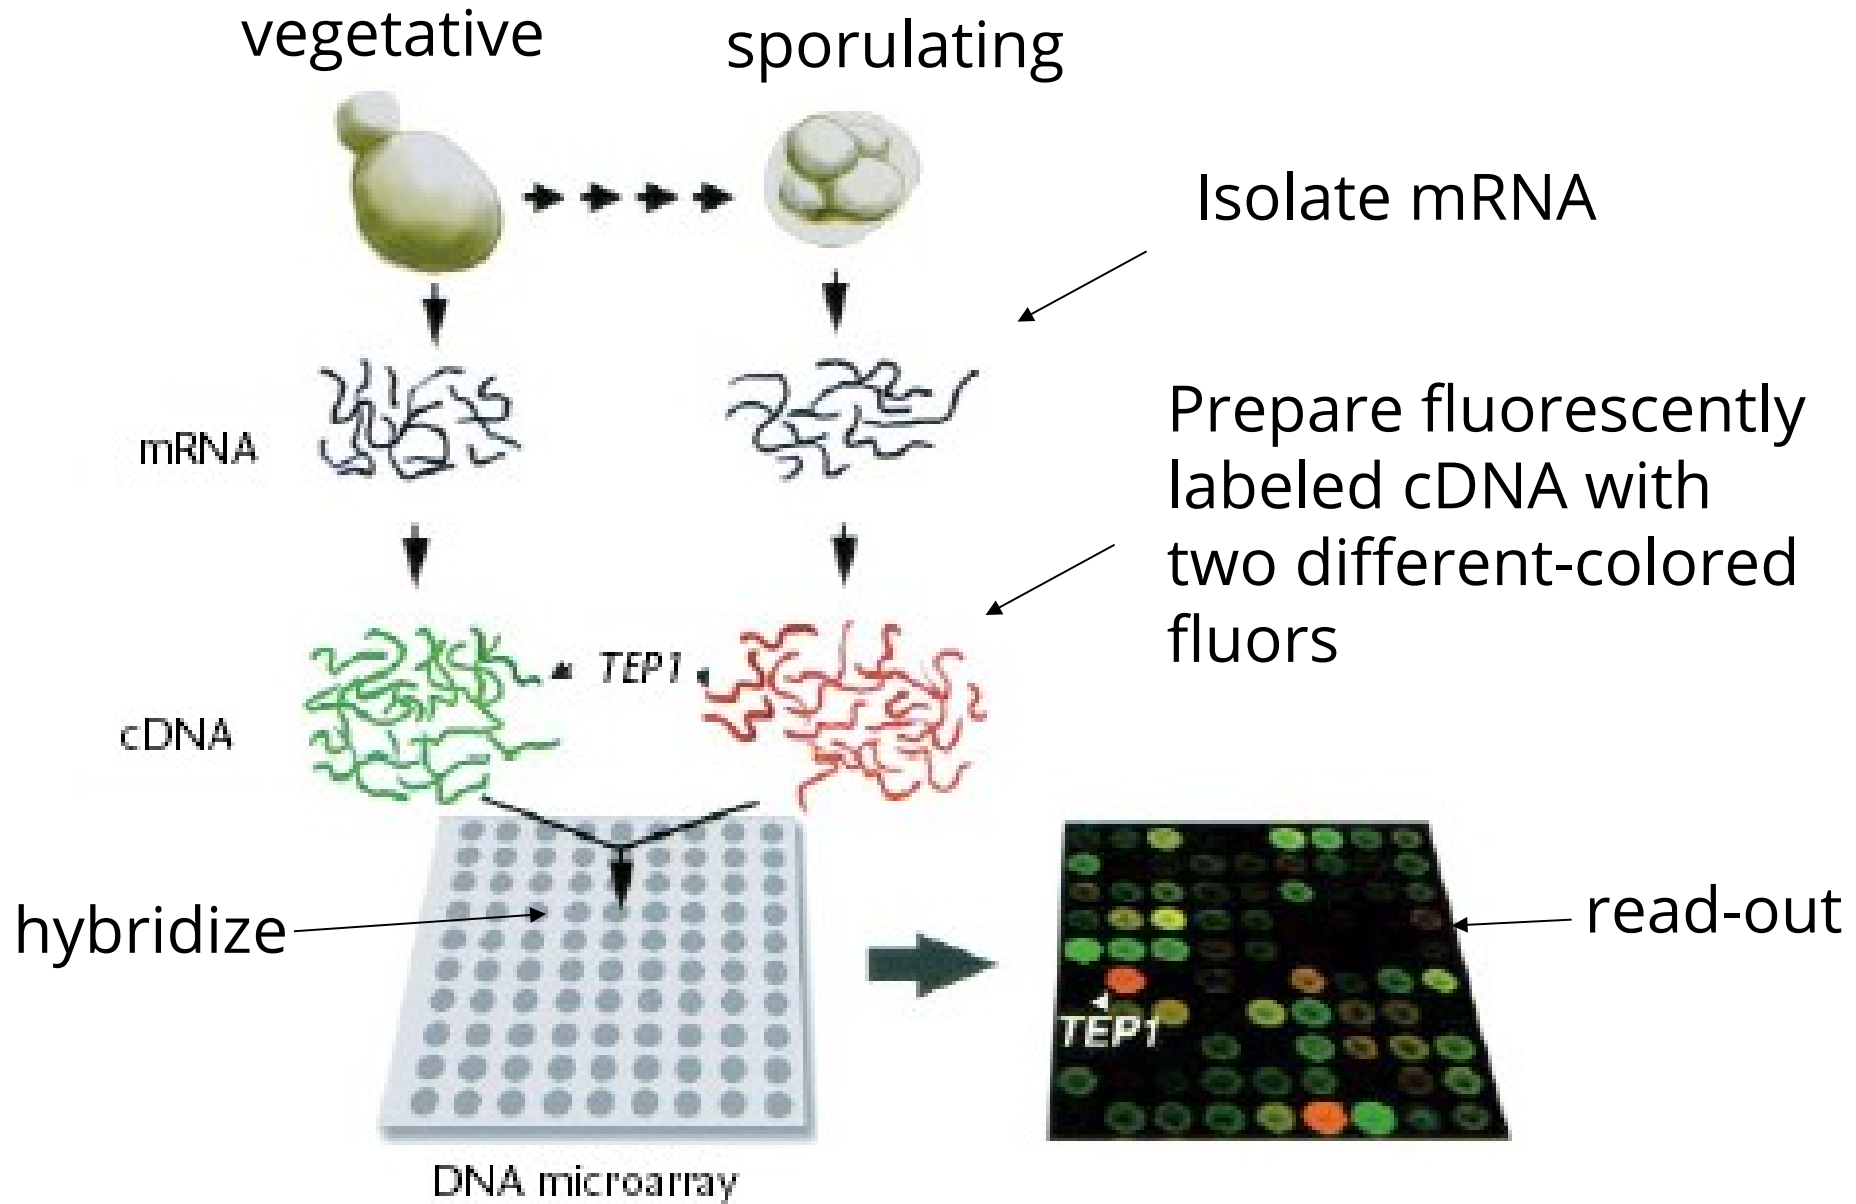 vegetative
sporulating
Isolate mRNA
mRNA
Prepare fluorescently
labeled cDNA with
two different-colored
fluors
TEP1
cDNA
hybridize
read-out
TEP1
DNA microarray